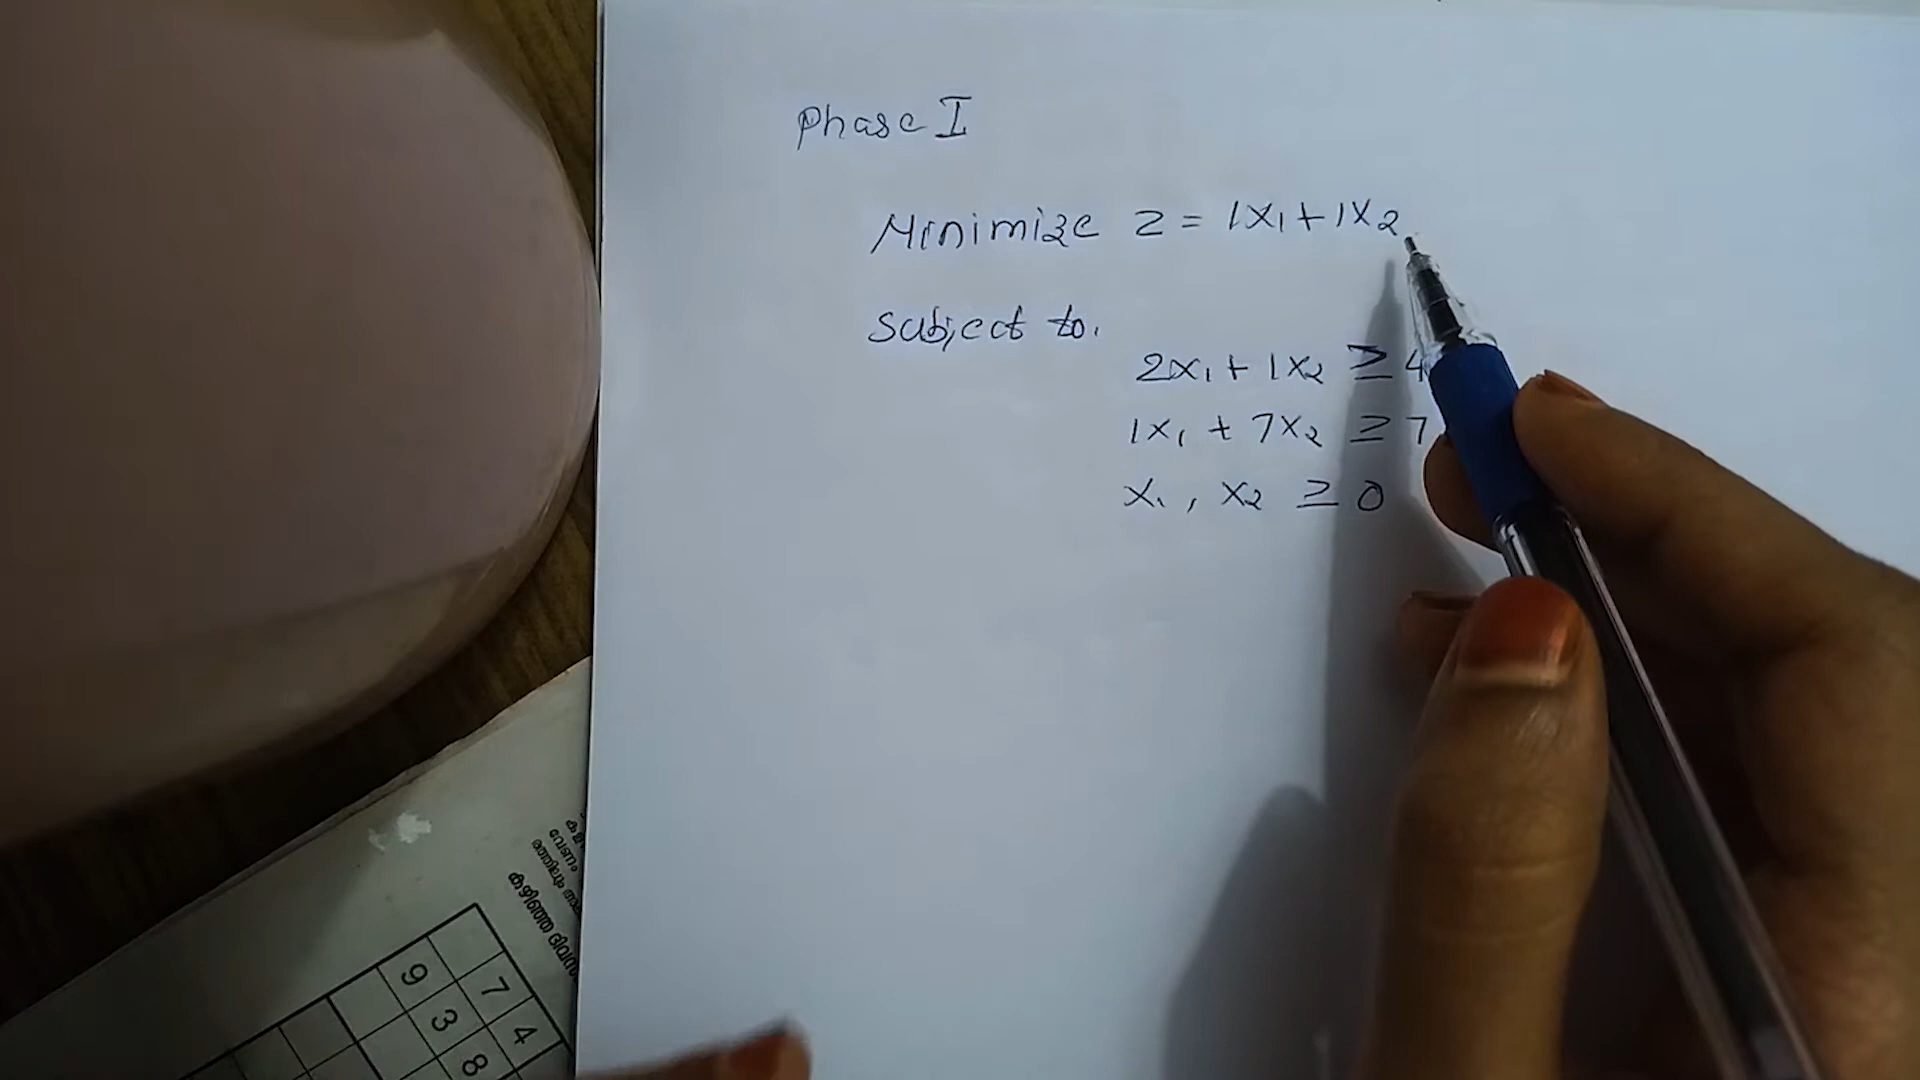 Phase I
Minimize Z = 1x₁ + 1x₂
Subject to.
2x₁ + 1x₂ ≥ 4
1x₁ + 7x₂ ≥ 7
x₁ , x₂ ≥ 0
കഴിഞ്ഞ
9 7
3 4
8